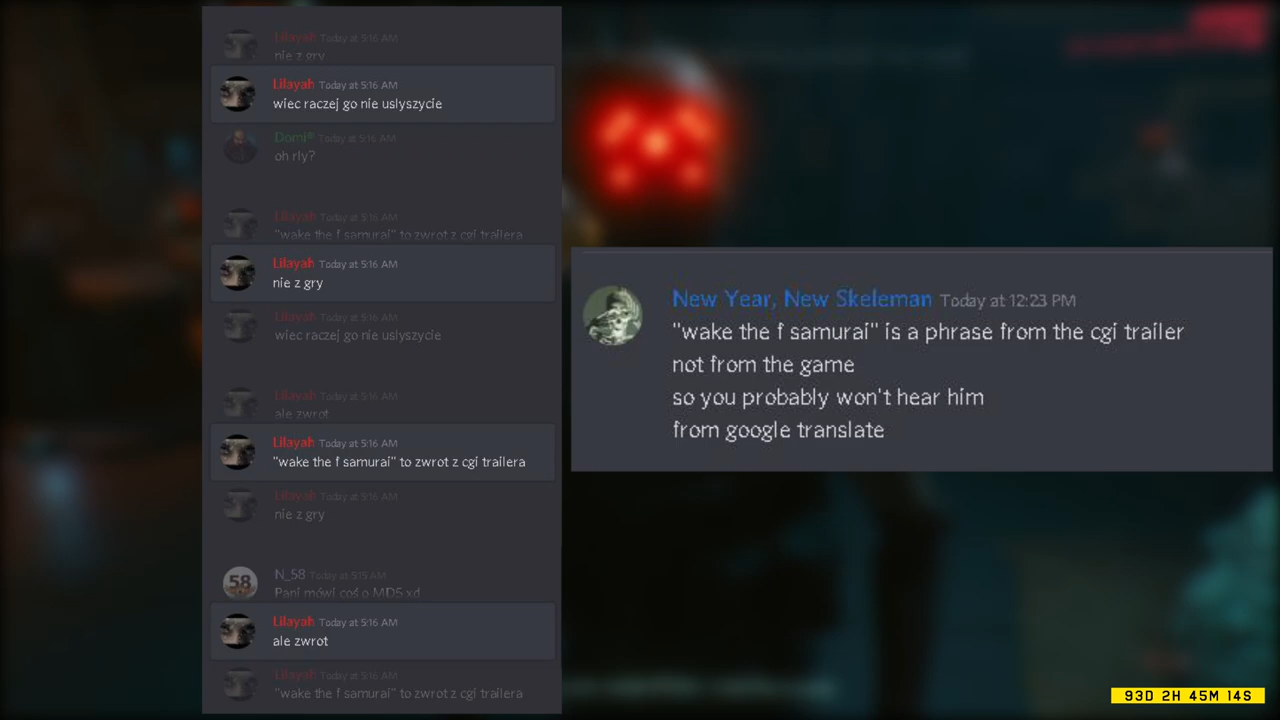 Lilayah Today at 5:16 AM
nie z gry
Lilayah Today at 5:16 AM
wiec raczej go nie uslyszycie
Domi® Today at 5:16 AM
oh rly?
Lilayah Today at 5:16 AM
"wake the f samurai" to zwrot z cgi trailera
Lilayah Today at 5:16 AM
nie z gry
Lilayah Today at 5:16 AM
wiec raczej go nie uslyszycie
Lilayah Today at 5:16 AM
ale zwrot
Lilayah Today at 5:16 AM
"wake the f samurai" to zwrot z cgi trailera
Lilayah Today at 5:16 AM
nie z gry
58
N_58 Today at 5:15 AM
Pani mówi coś o MD5 xd
Lilayah Today at 5:16 AM
ale zwrot
Lilayah Today at 5:16 AM
"wake the f samurai" to zwrot z cgi trailera
New Year, New Skeleman Today at 12:23 PM
"wake the f samurai" is a phrase from the cgi trailer
not from the game
so you probably won't hear him
from google translate
93D 2H 45M 14S